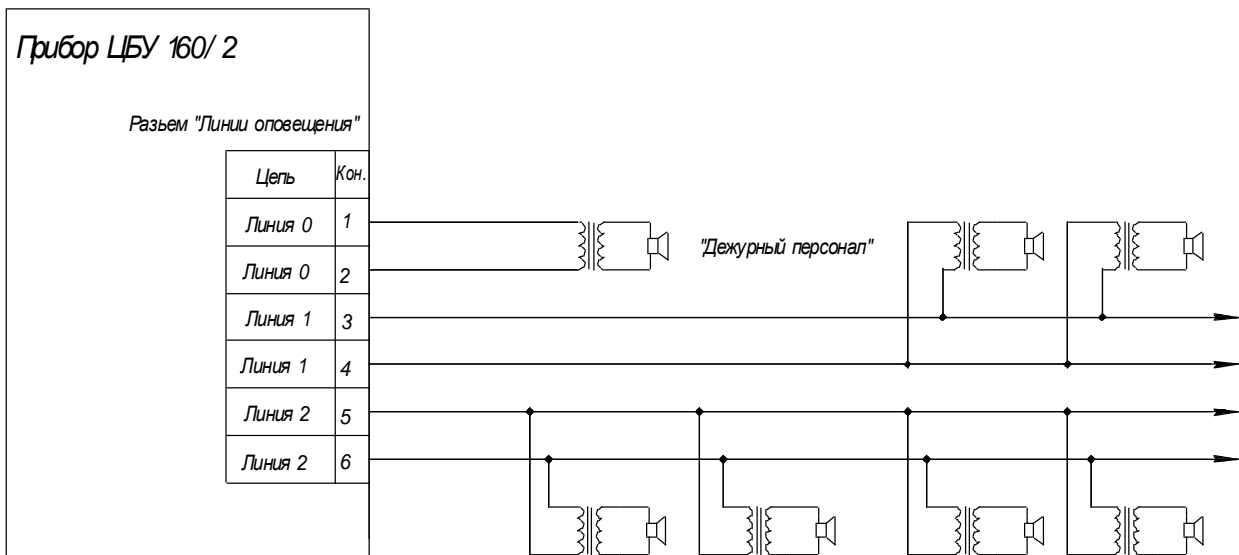 Прибор ЦБУ 160/ 2
Разьем "Линии оповещения"
Цепь Кон.
Линия 0 1
Линия 0 2
Линия 1 3
Линия 1 4
Линия 2 5
Линия 2 6
"Дежурный персонал"